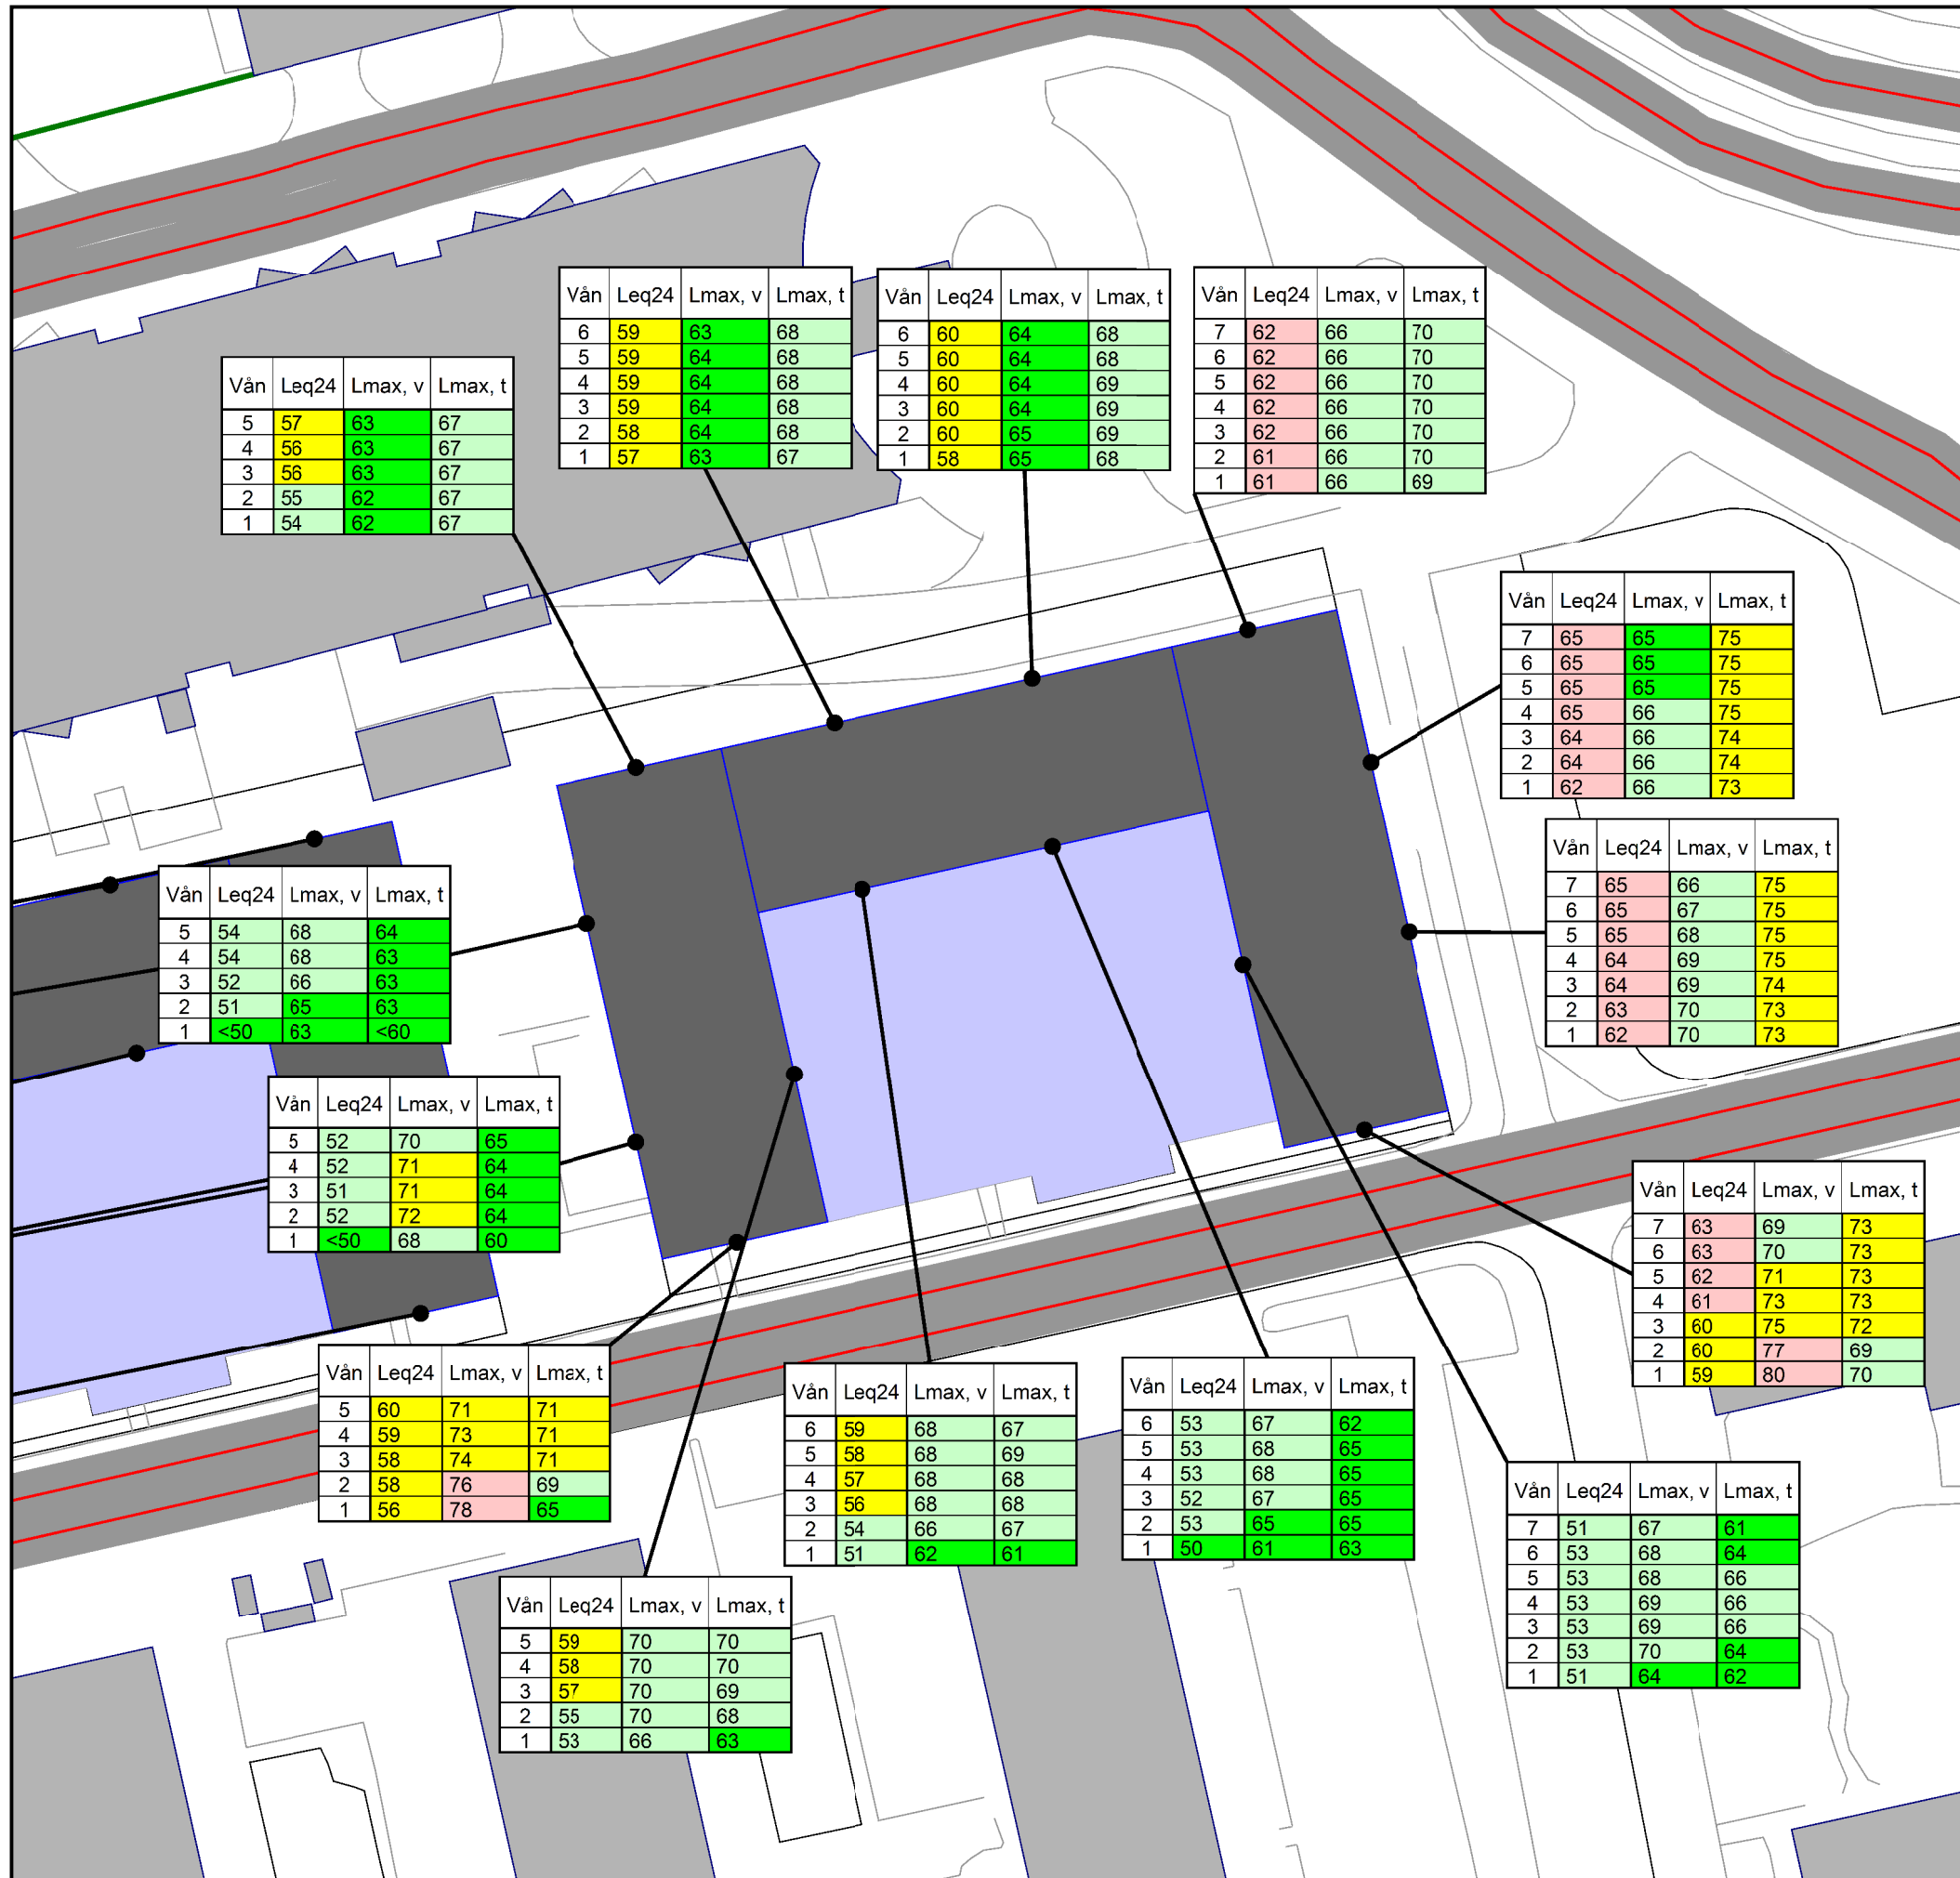 Vån Leq24 Lmax, v Lmax, t
6 59 63 68
5 59 64 68
4 59 64 68
3 59 64 68
2 58 64 68
1 57 63 67
Vån Leq24 Lmax, v Lmax, t
6 60 64 68
5 60 64 68
4 60 64 69
3 60 64 69
2 60 65 69
1 58 65 68
Vån Leq24 Lmax, v Lmax, t
7 62 66 70
6 62 66 70
5 62 66 70
4 62 66 70
3 62 66 70
2 61 66 70
1 61 66 69
Vån Leq24 Lmax, v Lmax, t
5 57 63 67
4 56 63 67
3 56 63 67
2 55 62 67
1 54 62 67
Vån Leq24 Lmax, v Lmax, t
7 65 65 75
6 65 65 75
5 65 65 75
4 65 66 75
3 64 66 74
2 64 66 74
1 62 66 73
Vån Leq24 Lmax, v Lmax, t
7 65 66 75
6 65 67 75
5 65 68 75
4 64 69 75
3 64 69 74
2 63 70 73
1 62 70 73
Vån Leq24 Lmax, v Lmax, t
5 54 68 64
4 54 68 63
3 52 66 63
2 51 65 63
1 <50 63 <60
Vån Leq24 Lmax, v Lmax, t
5 52 70 65
4 52 71 64
3 51 71 64
2 52 72 64
1 <50 68 60
Vån Leq24 Lmax, v Lmax, t
7 63 69 73
6 63 70 73
5 62 71 73
4 61 73 73
3 60 75 72
2 60 77 69
1 59 80 70
Vån Leq24 Lmax, v Lmax, t
5 60 71 71
4 59 73 71
3 58 74 71
2 58 76 69
1 56 78 65
Vån Leq24 Lmax, v Lmax, t
6 59 68 67
5 58 68 69
4 57 68 68
3 56 68 68
2 54 66 67
1 51 62 61
Vån Leq24 Lmax, v Lmax, t
6 53 67 62
5 53 68 65
4 53 68 65
3 52 67 65
2 53 65 65
1 50 61 63
Vån Leq24 Lmax, v Lmax, t
7 51 67 61
6 53 68 64
5 53 68 66
4 53 69 66
3 53 69 66
2 53 70 64
1 51 64 62
Vån Leq24 Lmax, v Lmax, t
5 59 70 70
4 58 70 70
3 57 70 69
2 55 70 68
1 53 66 63